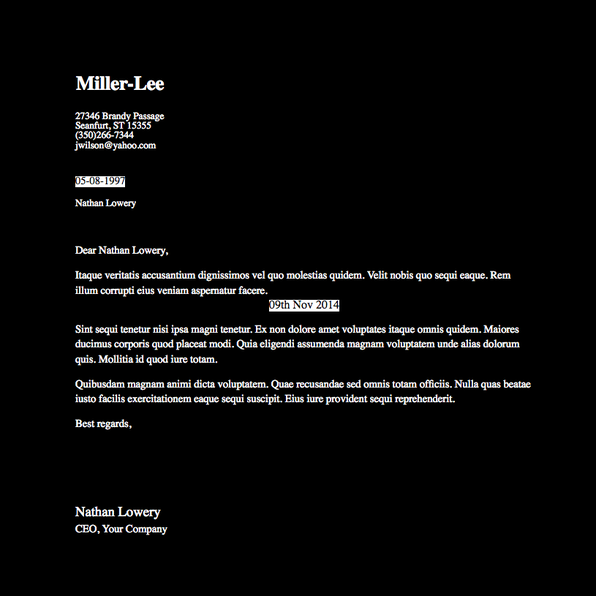 Miller-Lee
27346 Brandy Passage
Seanfurt, ST 15355
(350)266-7344
jwilson@yahoo.com
05-08-1997
Nathan Lowery
Dear Nathan Lowery,
Itaque veritatis accusantium dignissimos vel quo molestias quidem. Velit nobis quo sequi eaque. Rem
illum corrupti eius veniam aspernatur facere.
09th Nov 2014
Sint sequi tenetur nisi ipsa magni tenetur. Ex non dolore amet voluptates itaque omnis quidem. Maiores
ducimus corporis quod placeat modi. Quia eligendi assumenda magnam voluptatem unde alias dolorum
quis. Mollitia id quod iure totam.
Quibusdam magnam animi dicta voluptatem. Quae recusandae sed omnis totam officiis. Nulla quas beatae
iusto facilis exercitationem eaque sequi suscipit. Eius iure provident sequi reprehenderit.
Best regards,
Nathan Lowery
CEO, Your Company